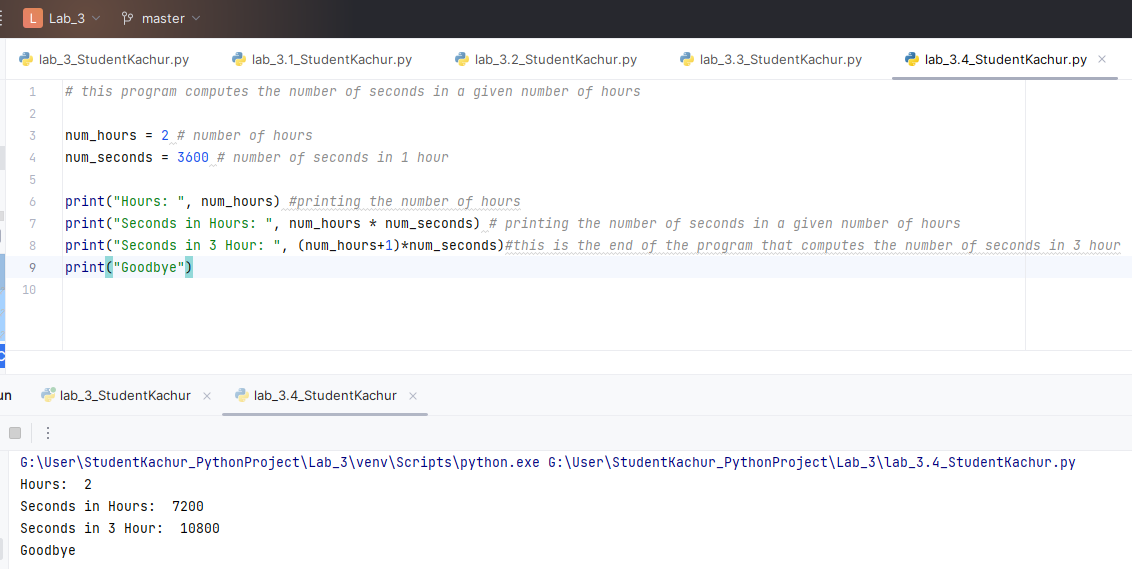 L Lab_3 master
lab_3_StudentKachur.py lab_3.1_StudentKachur.py lab_3.2_StudentKachur.py lab_3.3_StudentKachur.py lab_3.4_StudentKachur.py
1 # this program computes the number of seconds in a given number of hours
2
3 num_hours = 2 # number of hours
4 num_seconds = 3600 # number of seconds in 1 hour
5
6 print("Hours: ", num_hours) #printing the number of hours
7 print("Seconds in Hours: ", num_hours * num_seconds) # printing the number of seconds in a given number of hours
8 print("Seconds in 3 Hour: ", (num_hours+1)*num_seconds)#this is the end of the program that computes the number of seconds in 3 hour
9 print("Goodbye")
10
un lab_3_StudentKachur lab_3.4_StudentKachur
G:\User\StudentKachur_PythonProject\Lab_3\venv\Scripts\python.exe G:\User\StudentKachur_PythonProject\Lab_3\lab_3.4_StudentKachur.py
Hours:  2
Seconds in Hours:  7200
Seconds in 3 Hour:  10800
Goodbye